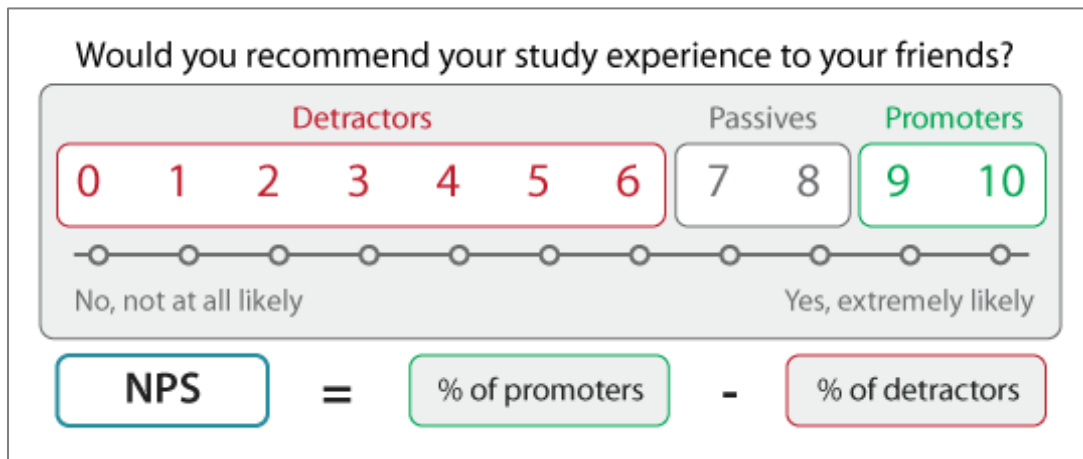 Would you recommend your study experience to your friends?
Detractors Passives Promoters
0 1 2 3 4 5 6 7 8 9 10
No, not at all likely Yes, extremely likely
NPS = % of promoters - % of detractors